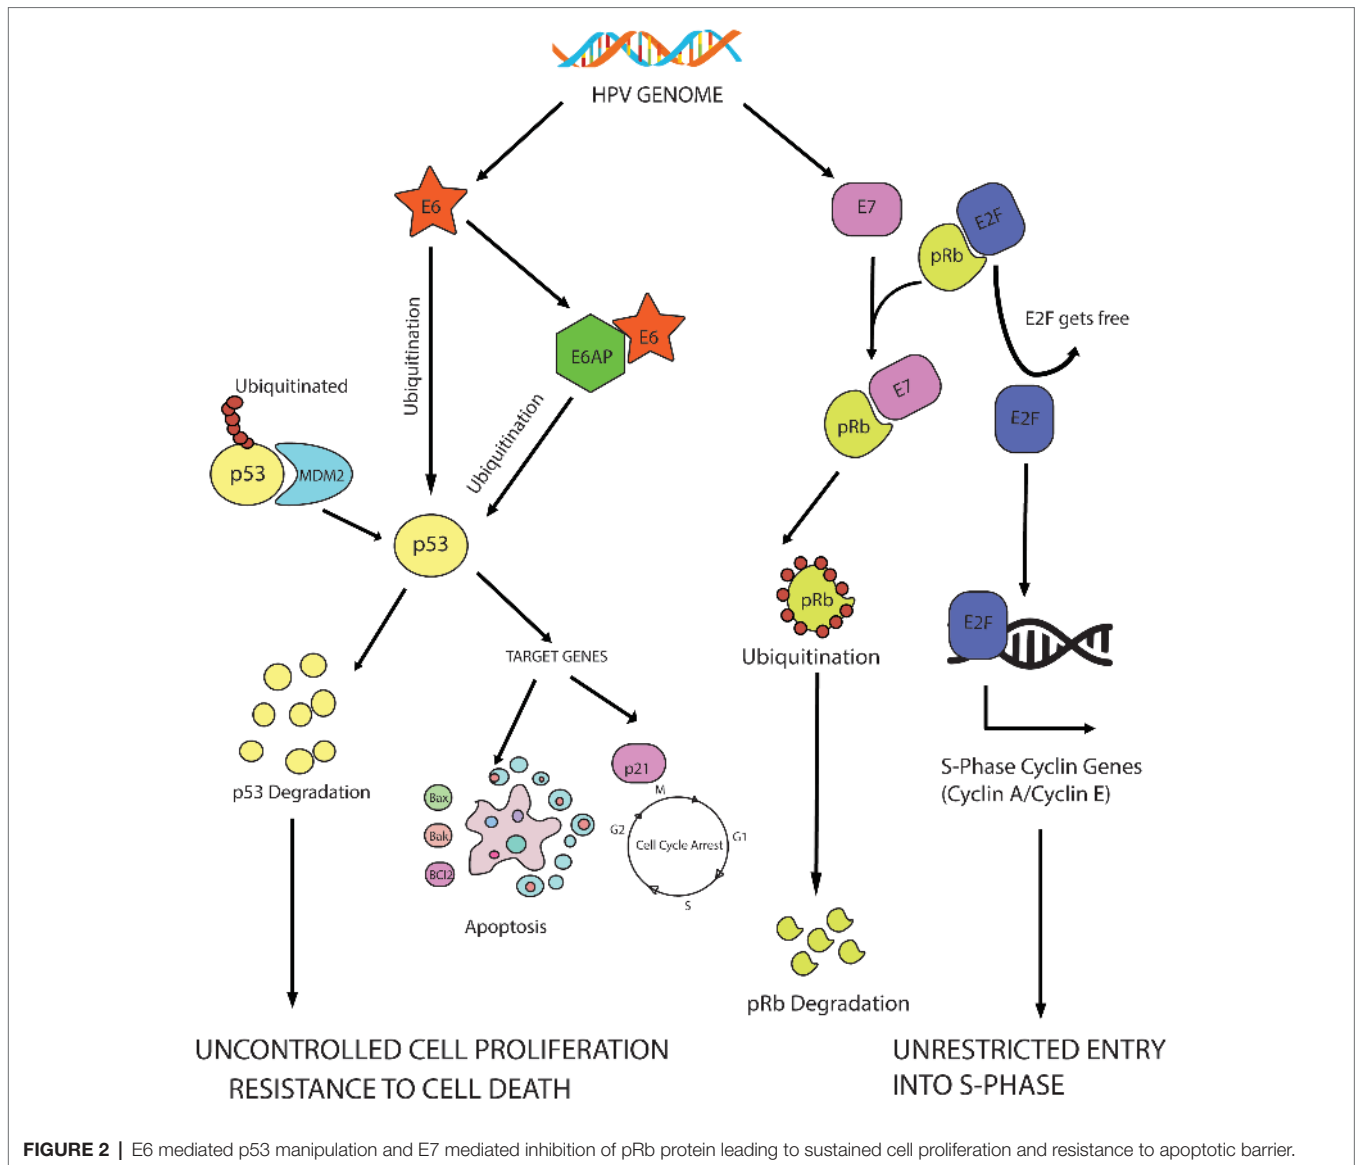 HPV GENOME
E6
E7
E2F
pRb
E2F gets free
Ubiquitination
E6AP
E6
Ubiquitination
Ubiquitinated
p53
MDM2
E7
pRb
E2F
p53
pRb
Ubiquitination
E2F
TARGET GENES
p53 Degradation
Bax
Bak
BCl2
Apoptosis
p21
M
G1
S
G2
Cell Cycle Arrest
S-Phase Cyclin Genes
(Cyclin A/Cyclin E)
pRb Degradation
UNCONTROLLED CELL PROLIFERATION
RESISTANCE TO CELL DEATH
UNRESTRICTED ENTRY
INTO S-PHASE
FIGURE 2 | E6 mediated p53 manipulation and E7 mediated inhibition of pRb protein leading to sustained cell proliferation and resistance to apoptotic barrier.